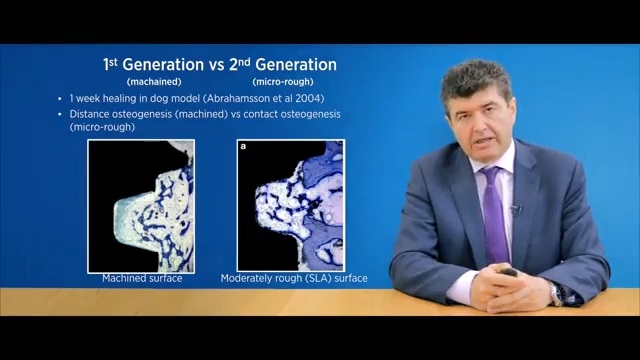 1st Generation vs 2nd Generation
(machained) (micro-rough)
• 1 week healing in dog model (Abrahamsson et al 2004)
• Distance osteogenesis (machined) vs contact osteogenesis
(micro-rough)
a
Machined surface Moderately rough (SLA) surface